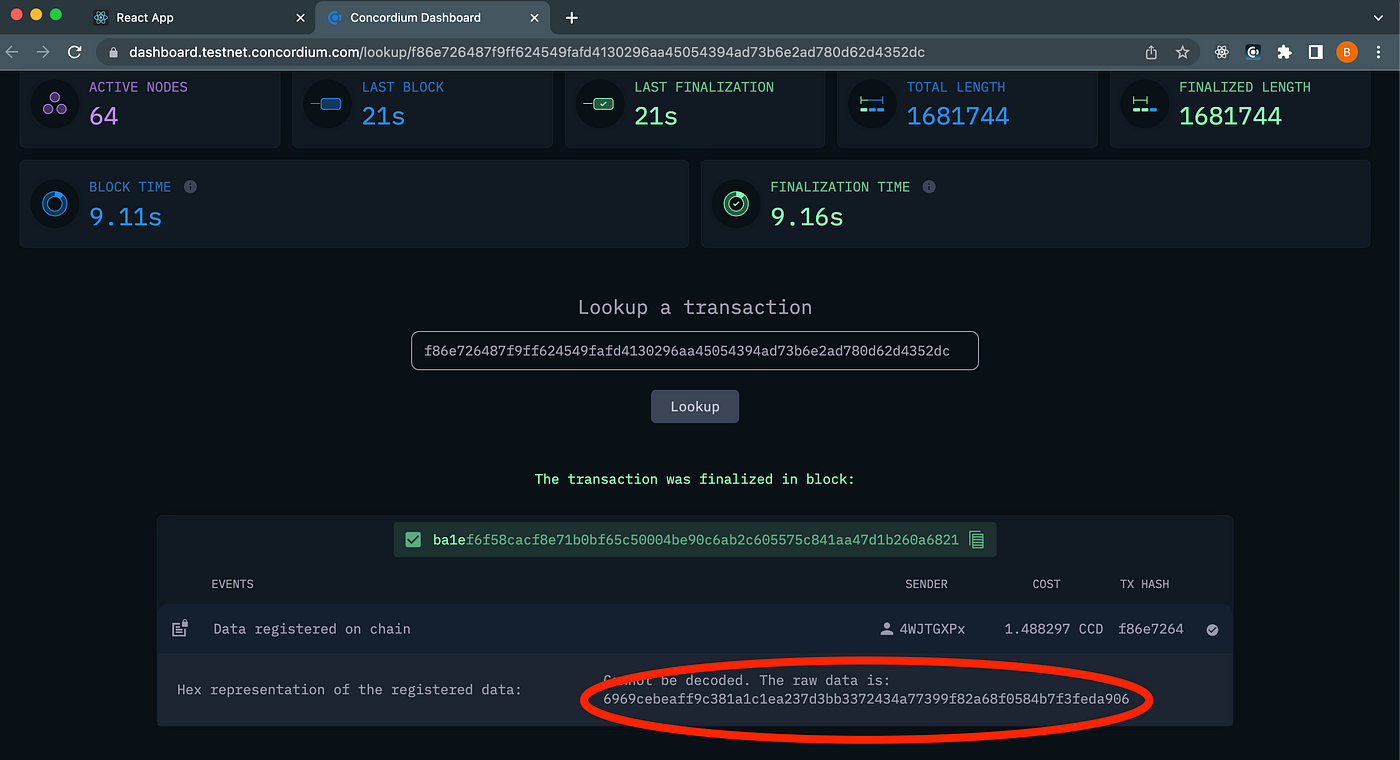 React App
Concordium Dashboard
dashboard.testnet.concordium.com/lookup/f86e726487f9ff624549fafd4130296aa45054394ad73b6e2ad780d62d4352dc
B
ACTIVE NODES
64
LAST BLOCK
21s
LAST FINALIZATION
21s
TOTAL LENGTH
1681744
FINALIZED LENGTH
1681744
BLOCK TIME
9.11s
FINALIZATION TIME
9.16s
Lookup a transaction
f86e726487f9ff624549fafd4130296aa45054394ad73b6e2ad780d62d4352dc
Lookup
The transaction was finalized in block:
ba1ef6f58cacf8e71b0bf65c50004be90c6ab2c605575c841aa47d1b260a6821
EVENTS SENDER COST TX HASH
Data registered on chain 4WJTGXPx 1.488297 CCD f86e7264
Hex representation of the registered data:
Cannot be decoded. The raw data is:
6969cebeaff9c381a1c1ea237d3bb3372434a77399f82a68f0584b7f3feda906